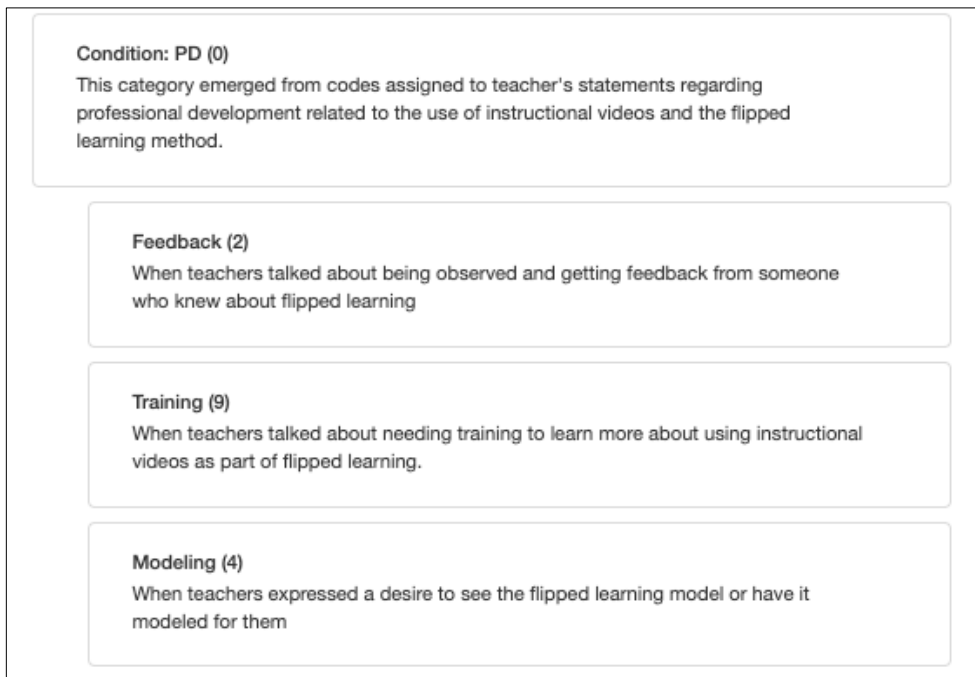 Condition: PD (0)
This category emerged from codes assigned to teacher's statements regarding
professional development related to the use of instructional videos and the flipped
learning method.
Feedback (2)
When teachers talked about being observed and getting feedback from someone
who knew about flipped learning
Training (9)
When teachers talked about needing training to learn more about using instructional
videos as part of flipped learning.
Modeling (4)
When teachers expressed a desire to see the flipped learning model or have it
modeled for them